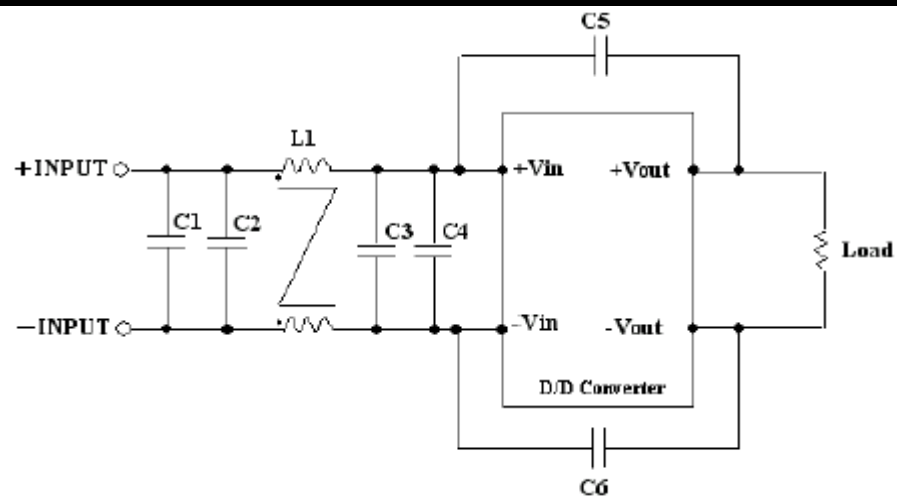 C5
L1
+INPUT
+Vin
+Vout
C1
C2
C3
C4
Load
−INPUT
-Vin
-Vout
D/D Converter
C6